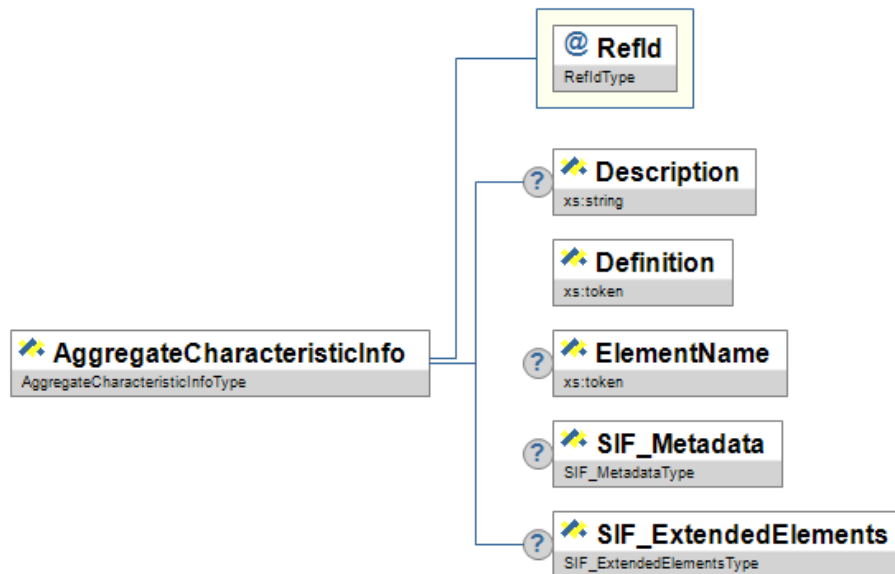 @ RefId
RefIdType
? Description
xs:string
Definition
xs:token
AggregateCharacteristicInfo
AggregateCharacteristicInfoType
? ElementName
xs:token
? SIF_Metadata
SIF_MetadataType
? SIF_ExtendedElements
SIF_ExtendedElementsType